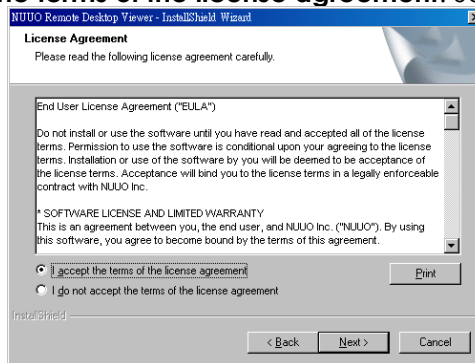 he terms of the license agreement.
NUUO Remote Desktop Viewer - InstallShield Wizard
License Agreement
Please read the following license agreement carefully.
End User License Agreement ("EULA")
Do not install or use the software until you have read and accepted all of the license
terms. Permission to use the software is conditional upon your agreeing to the license
terms. Installation or use of the software by you will be deemed to be acceptance of
the license terms. Acceptance will bind you to the license terms in a legally enforceable
contract with NUUO Inc.
* SOFTWARE LICENSE AND LIMITED WARRANTY
This is an agreement between you, the end user, and NUUO Inc. ("NUUO"). By using
this software, you agree to become bound by the terms of this agreement.
I accept the terms of the license agreement
Print
I do not accept the terms of the license agreement
InstallShield
< Back
Next >
Cancel